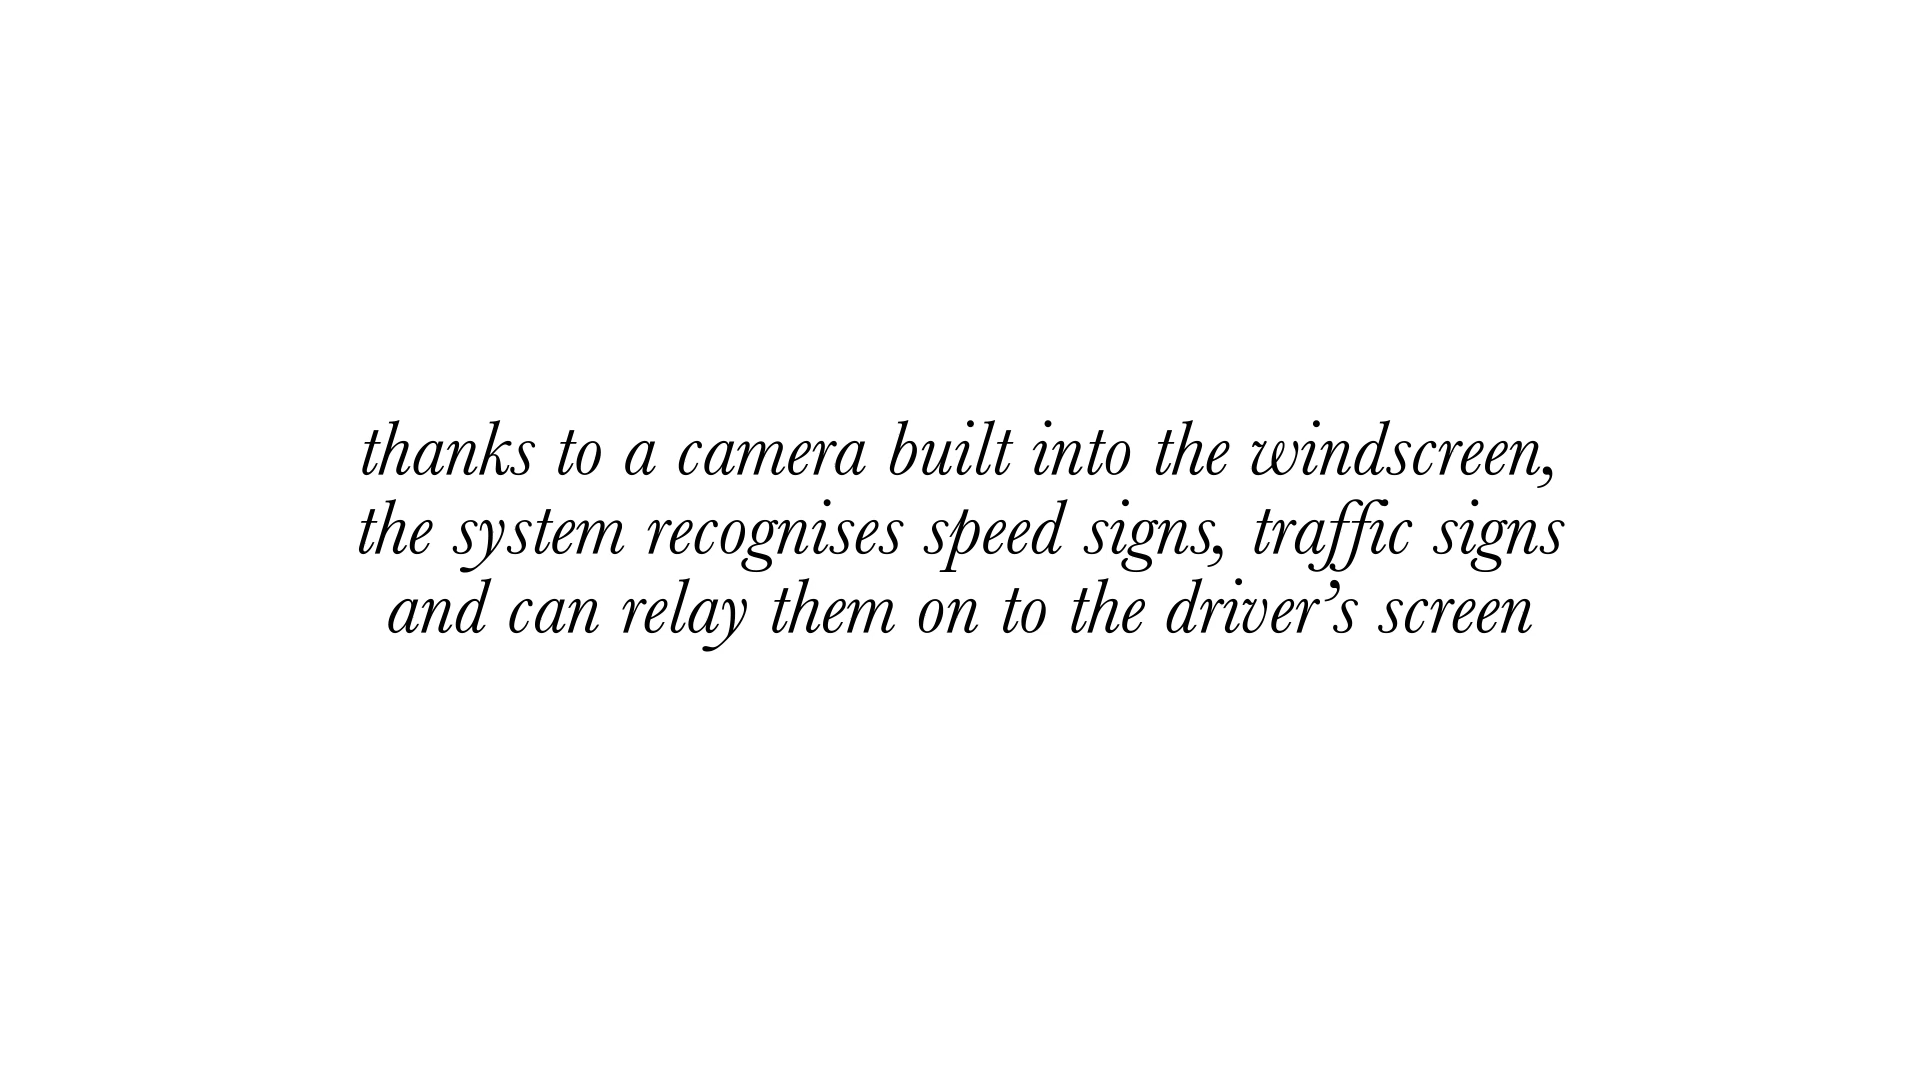 thanks to a camera built into the windscreen,
the system recognises speed signs, traffic signs
and can relay them on to the driver’s screen